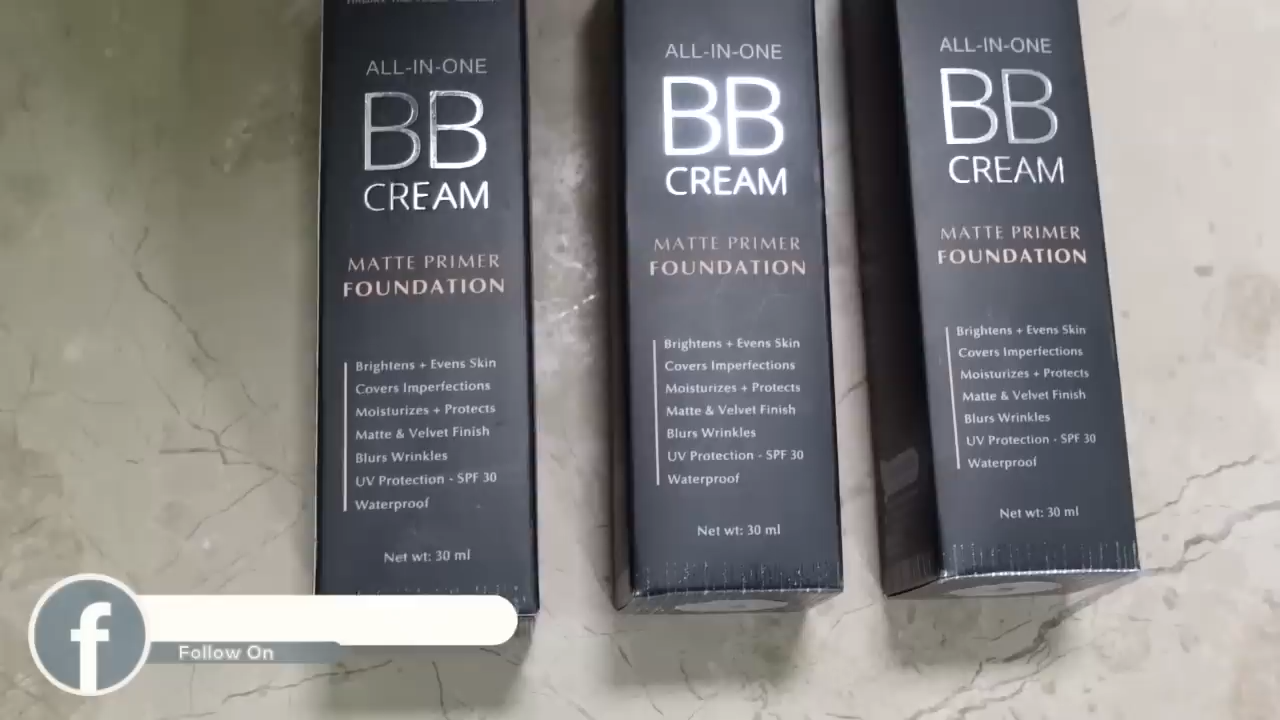 ALL-IN-ONE
BB
CREAM
MATTE PRIMER
FOUNDATION
Brightens + Evens Skin
Covers Imperfections
Moisturizes + Protects
Matte & Velvet Finish
Blurs Wrinkles
UV Protection - SPF 30
Waterproof
Net wt: 30 ml
ALL-IN-ONE
BB
CREAM
MATTE PRIMER
FOUNDATION
Brightens + Evens Skin
Covers Imperfections
Moisturizes + Protects
Matte & Velvet Finish
Blurs Wrinkles
UV Protection - SPF 30
Waterproof
Net wt: 30 ml
ALL-IN-ONE
BB
CREAM
MATTE PRIMER
FOUNDATION
Brightens + Evens Skin
Covers Imperfections
Moisturizes + Protects
Matte & Velvet Finish
Blurs Wrinkles
UV Protection - SPF 30
Waterproof
Net wt: 30 ml
f
Follow On